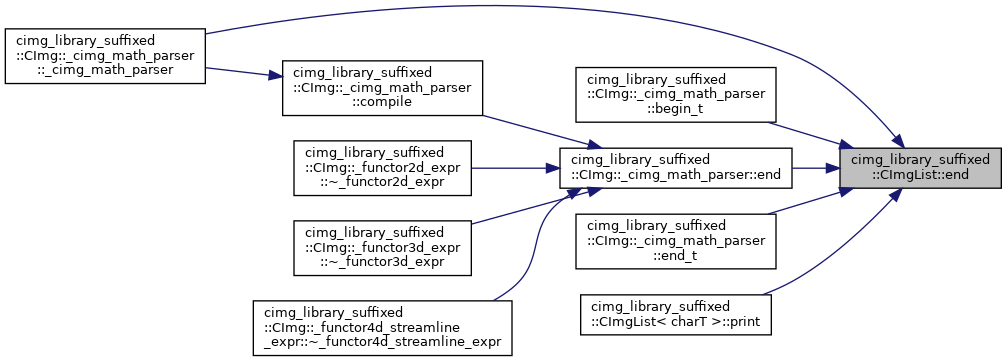 cimg_library_suffixed
::CImg::_cimg_math_parser
::_cimg_math_parser
cimg_library_suffixed
::CImg::_cimg_math_parser
::compile
cimg_library_suffixed
::CImg::_functor2d_expr
::~_functor2d_expr
cimg_library_suffixed
::CImg::_functor3d_expr
::~_functor3d_expr
cimg_library_suffixed
::CImg::_functor4d_streamline
_expr::~_functor4d_streamline_expr
cimg_library_suffixed
::CImg::_cimg_math_parser
::begin_t
cimg_library_suffixed
::CImg::_cimg_math_parser::end
cimg_library_suffixed
::CImg::_cimg_math_parser
::end_t
cimg_library_suffixed
::CImgList< charT >::print
cimg_library_suffixed
::CImgList::end